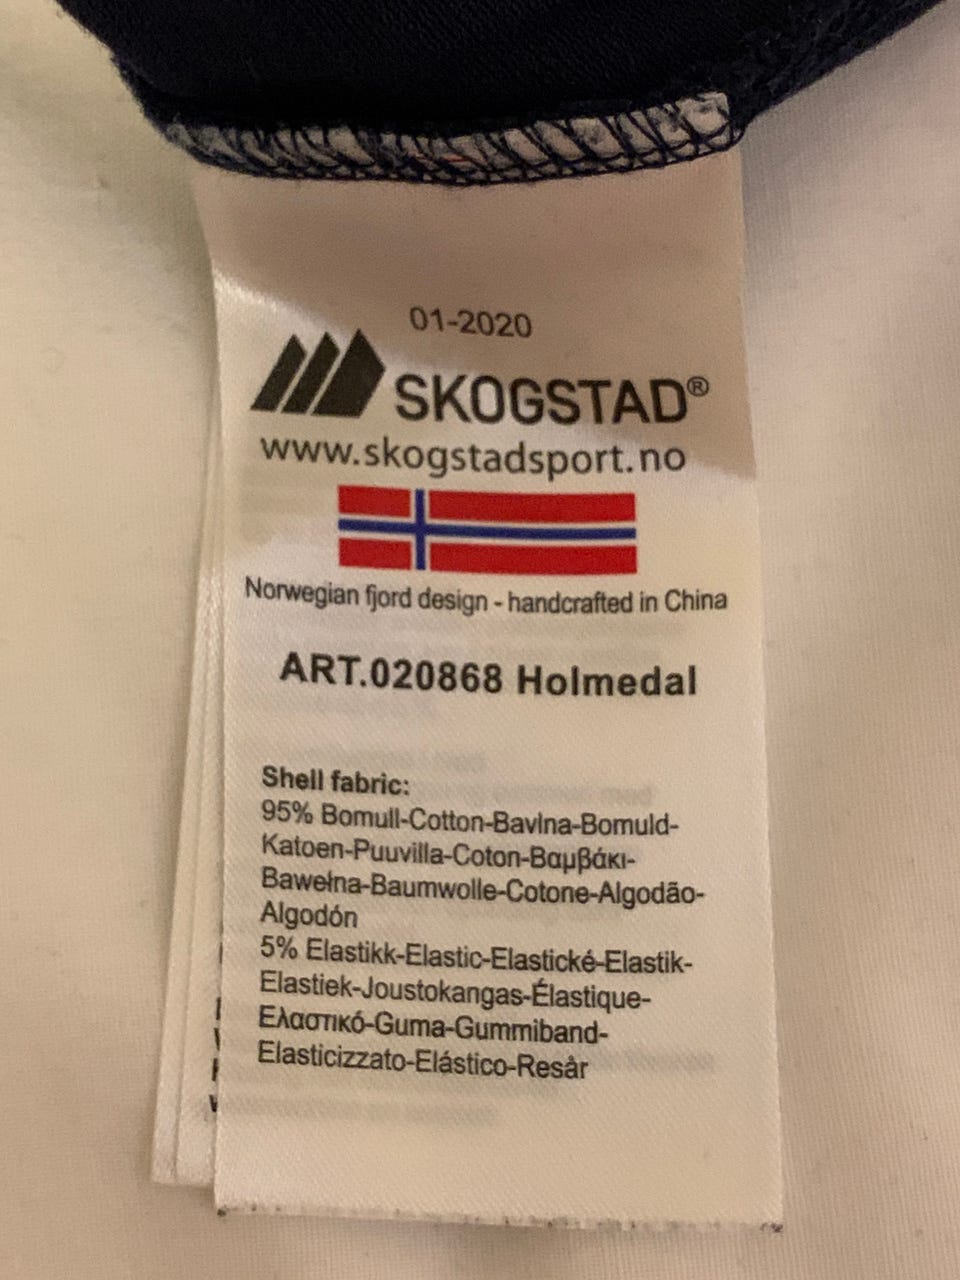 01-2020
SKOGSTAD®
www.skogstadsport.no
Norwegian fjord design - handcrafted in China
ART.020868 Holmedal
Shell fabric:
95% Bomull-Cotton-Bavlna-Bomuld-
Katoen-Puuvilla-Coton-Βαμβάκι-
Bawełna-Baumwolle-Cotone-Algodão-
Algodón
5% Elastikk-Elastic-Elastické-Elastik-
Elastiek-Joustokangas-Élastique-
Ελαστικό-Guma-Gummiband-
Elasticizzato-Elástico-Resår